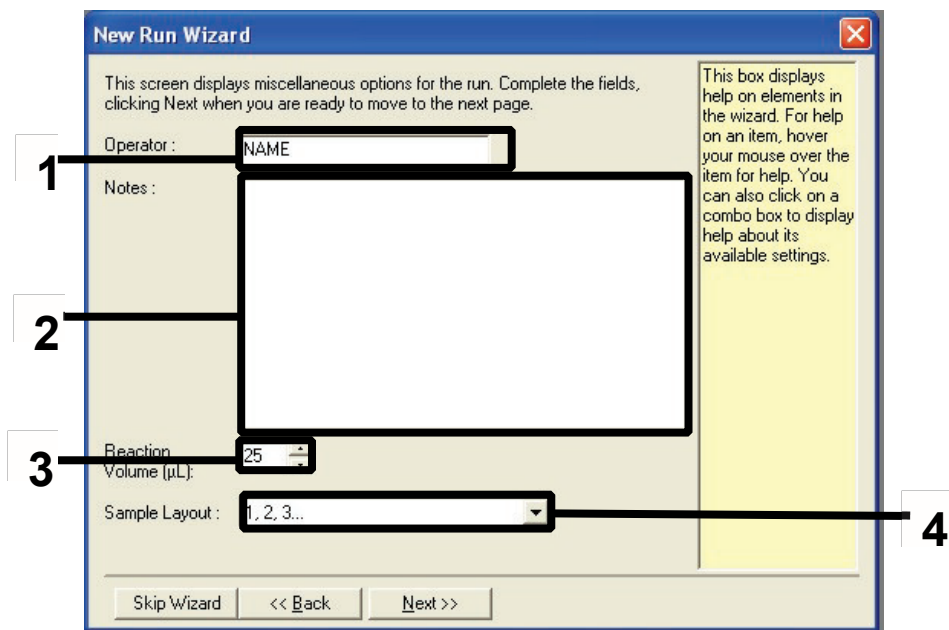 New Run Wizard
This screen displays miscellaneous options for the run. Complete the fields,
clicking Next when you are ready to move to the next page.
This box displays
help on elements in
the wizard. For help
on an item, hover
your mouse over the
item for help. You
can also click on a
combo box to display
help about its
available settings.
1
Operator :
NAME
Notes :
2
3
Reaction
Volume (µL):
25
Sample Layout :
1, 2, 3...
4
Skip Wizard
<< Back
Next >>